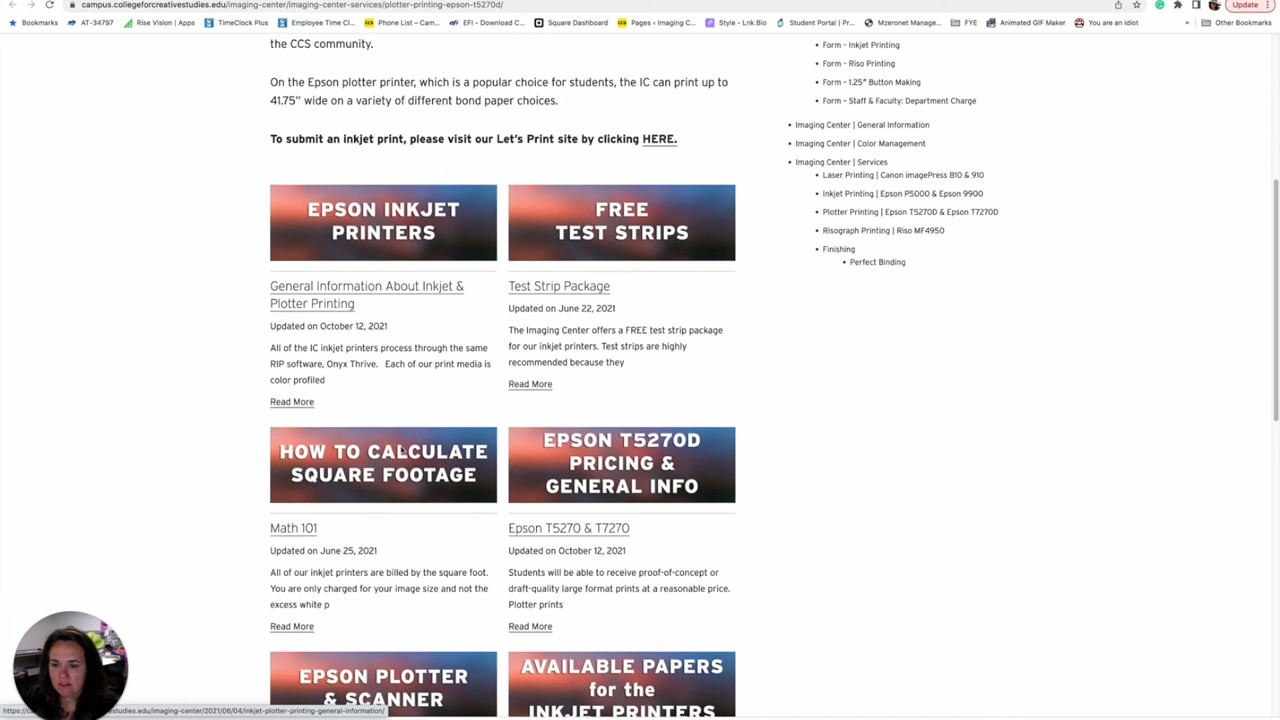 campus.collegeforcreativestudies.edu/imaging-center/imaging-center-services/plotter-printing-epson-t5270d/
Update
Bookmarks
AT-34797
Rise Vision | Apps
TimeClock Plus
Employee Time Cl...
Phone List – Cam...
EFI - Download C...
Square Dashboard
Pages ‹ Imaging C...
Style - Lnk.Bio
Student Portal | Pr...
Mzeronet Manager...
FYE
Animated GIF Maker
You are an idiot
»
Other Bookmarks
the CCS community.
On the Epson plotter printer, which is a popular choice for students, the IC can print up to
41.75" wide on a variety of different bond paper choices.
To submit an inkjet print, please visit our Let's Print site by clicking HERE.
EPSON INKJET
PRINTERS
General Information About Inkjet &
Plotter Printing
Updated on October 12, 2021
All of the IC inkjet printers process through the same
RIP software, Onyx Thrive. Each of our print media is
color profiled
Read More
FREE
TEST STRIPS
Test Strip Package
Updated on June 22, 2021
The Imaging Center offers a FREE test strip package
for our inkjet printers. Test strips are highly
recommended because they
Read More
HOW TO CALCULATE
SQUARE FOOTAGE
Math 101
Updated on June 25, 2021
All of our inkjet printers are billed by the square foot.
You are only charged for your image size and not the
excess white p
Read More
EPSON T5270D
PRICING &
GENERAL INFO
Epson T5270 & T7270
Updated on October 12, 2021
Students will be able to receive proof-of-concept or
draft-quality large format prints at a reasonable price.
Plotter prints
Read More
EPSON PLOTTER
& SCANNER
AVAILABLE PAPERS
for the
INKJET PRINTERS
Form – Inkjet Printing
Form – Riso Printing
Form – 1.25" Button Making
Form – Staff & Faculty: Department Charge
Imaging Center | General Information
Imaging Center | Color Management
Imaging Center | Services
Laser Printing | Canon imagePress 810 & 910
Inkjet Printing | Epson P5000 & Epson 9900
Plotter Printing | Epson T5270D & Epson T7270D
Risograph Printing | Riso MF4950
Finishing
Perfect Binding
studies.edu/imaging-center/2021/06/04/inkjet-plotter-printing-general-information/